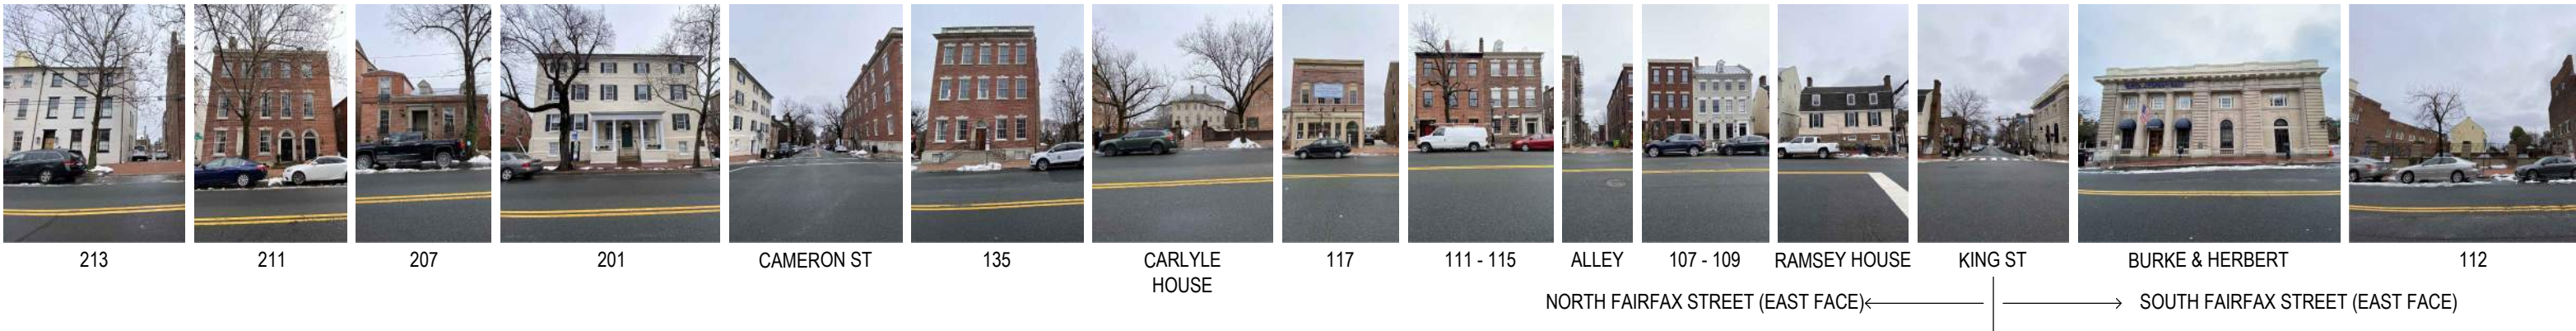 213
211
207
201
CAMERON ST
135
CARLYLE
HOUSE
117
111 - 115
ALLEY
107 - 109
RAMSEY HOUSE
KING ST
BURKE & HERBERT
112
NORTH FAIRFAX STREET (EAST FACE)
SOUTH FAIRFAX STREET (EAST FACE)